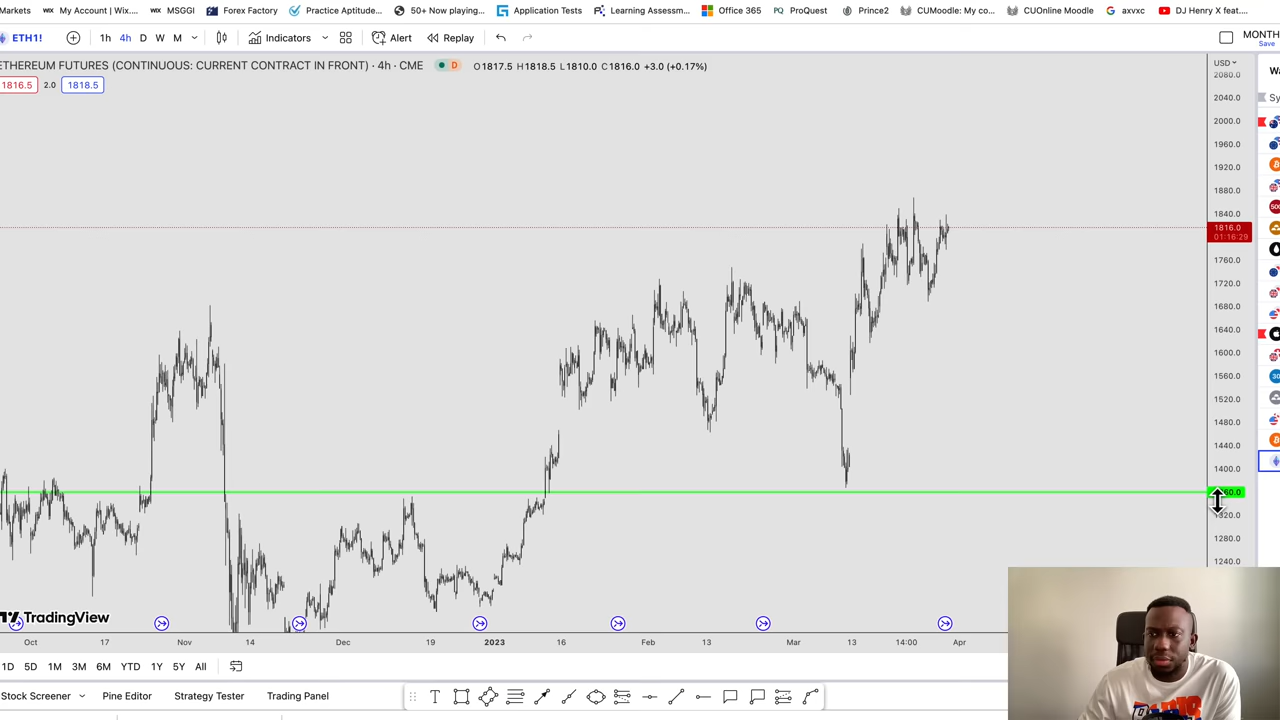 Markets My Account | Wix.... MSGGI Forex Factory Practice Aptitude... 50+ Now playing... Application Tests Learning Assessm... Office 365 ProQuest Prince2 CUMoodle: My co... CUOnline Moodle axvxc DJ Henry X feat....
ETH1! 1h 4h D W M Indicators Alert Replay MONTH
Save
ETHEREUM FUTURES (CONTINUOUS: CURRENT CONTRACT IN FRONT) · 4h · CME D O1817.5 H1818.5 L1810.0 C1816.0 +3.0 (+0.17%) USD
1816.5 2.0 1818.5
2080.0
2040.0
2000.0
1960.0
1920.0
1880.0
1840.0
1816.0
01:16:29
1760.0
1720.0
1680.0
1640.0
1600.0
1560.0
1520.0
1480.0
1440.0
1400.0
1320.0
1280.0
1240.0
TradingView
Oct 17 Nov 14 Dec 19 2023 16 Feb 13 Mar 13 14:00 Apr
1D 5D 1M 3M 6M YTD 1Y 5Y All
Stock Screener Pine Editor Strategy Tester Trading Panel